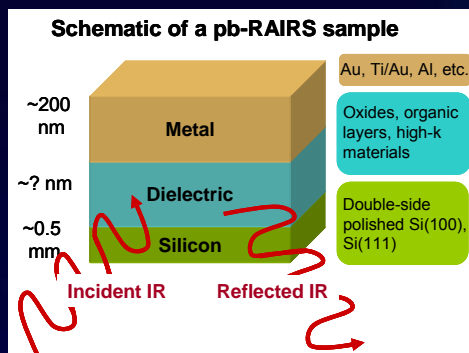 Schematic of a pb-RAIRS sample
~200
nm
~? nm
~0.5
mm
Metal
Dielectric
Silicon
Incident IR
Reflected IR
Au, Ti/Au, Al, etc.
Oxides, organic
layers, high-k
materials
Double-side
polished Si(100),
Si(111)